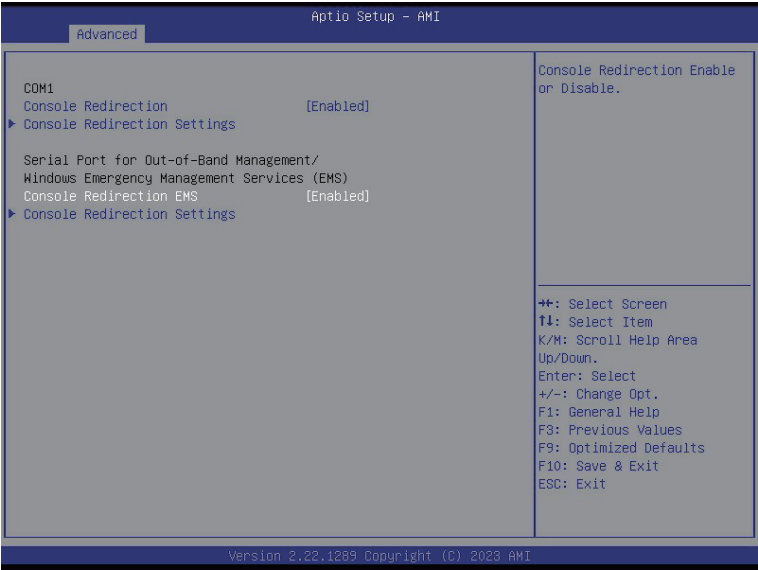 Aptio Setup – AMI
Advanced
COM1
Console Redirection [Enabled]
Console Redirection Settings
Serial Port for Out-of-Band Management/
Windows Emergency Management Services (EMS)
Console Redirection EMS [Enabled]
Console Redirection Settings
Console Redirection Enable
or Disable.
→←: Select Screen
↑↓: Select Item
K/M: Scroll Help Area
Up/Down.
Enter: Select
+/-: Change Opt.
F1: General Help
F3: Previous Values
F9: Optimized Defaults
F10: Save & Exit
ESC: Exit
Version 2.22.1289 Copyright (C) 2023 AMI